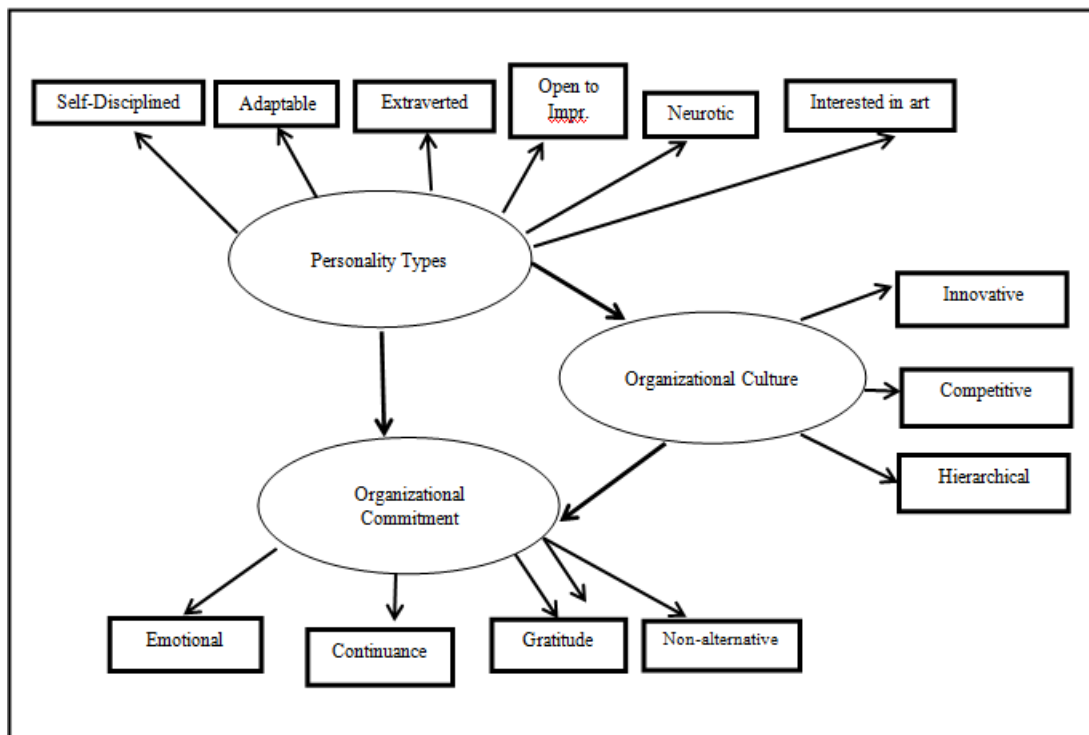 Self-Disciplined
Adaptable
Extraverted
Open to
Impr.
Neurotic
Interested in art
Personality Types
Innovative
Organizational Culture
Competitive
Hierarchical
Organizational
Commitment
Emotional
Continuance
Gratitude
Non-alternative